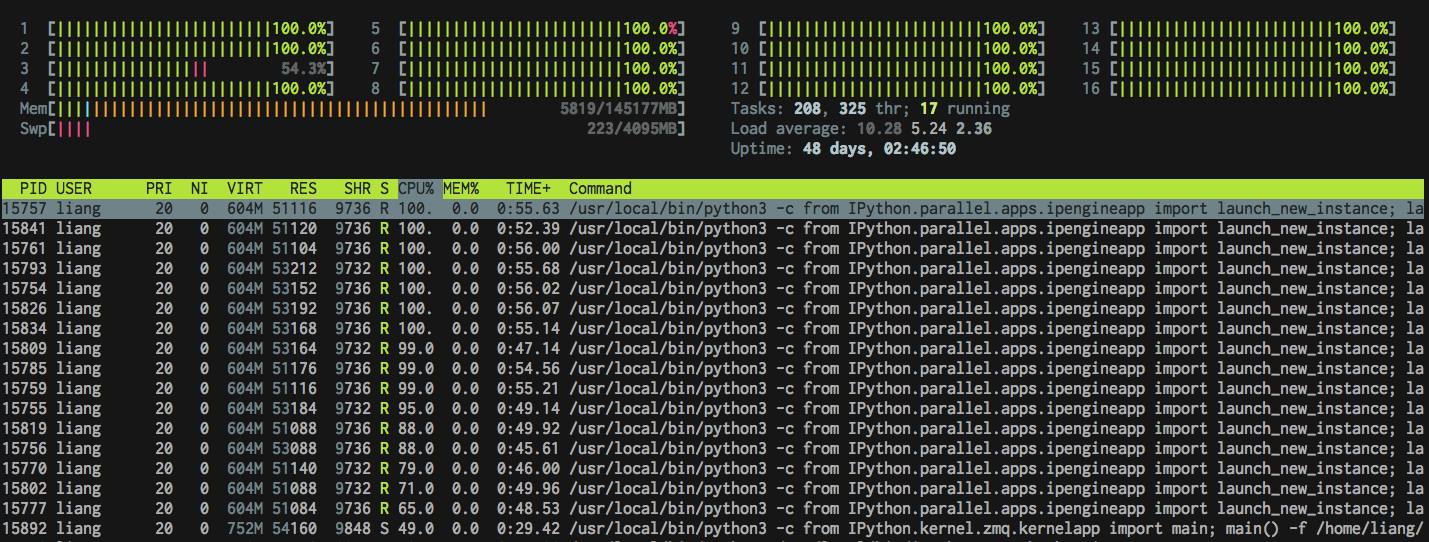 1 [||||||||||||||||||||||||100.0%] 5 [||||||||||||||||||||||||100.0%] 9 [||||||||||||||||||||||||100.0%] 13 [||||||||||||||||||||||||100.0%]
2 [||||||||||||||||||||||||100.0%] 6 [||||||||||||||||||||||||100.0%] 10 [||||||||||||||||||||||||100.0%] 14 [||||||||||||||||||||||||100.0%]
3 [||||||||||||||||| 54.3%] 7 [||||||||||||||||||||||||100.0%] 11 [||||||||||||||||||||||||100.0%] 15 [||||||||||||||||||||||||100.0%]
4 [||||||||||||||||||||||||100.0%] 8 [||||||||||||||||||||||||100.0%] 12 [||||||||||||||||||||||||100.0%] 16 [||||||||||||||||||||||||100.0%]
Mem[|||||||||||||||||||||||||||||||||||||||||||||||| 5819/145177MB] Tasks: 208, 325 thr; 17 running
Swp[|||| 223/4095MB] Load average: 10.28 5.24 2.36
Uptime: 48 days, 02:46:50
PID USER PRI NI VIRT RES SHR S CPU% MEM% TIME+ Command
15757 liang 20 0 604M 51116 9736 R 100. 0.0 0:55.63 /usr/local/bin/python3 -c from IPython.parallel.apps.ipengineapp import launch_new_instance; la
15841 liang 20 0 604M 51120 9736 R 100. 0.0 0:52.39 /usr/local/bin/python3 -c from IPython.parallel.apps.ipengineapp import launch_new_instance; la
15761 liang 20 0 604M 51104 9736 R 100. 0.0 0:56.00 /usr/local/bin/python3 -c from IPython.parallel.apps.ipengineapp import launch_new_instance; la
15793 liang 20 0 604M 53212 9732 R 100. 0.0 0:55.68 /usr/local/bin/python3 -c from IPython.parallel.apps.ipengineapp import launch_new_instance; la
15754 liang 20 0 604M 53152 9736 R 100. 0.0 0:56.02 /usr/local/bin/python3 -c from IPython.parallel.apps.ipengineapp import launch_new_instance; la
15826 liang 20 0 604M 53192 9736 R 100. 0.0 0:56.07 /usr/local/bin/python3 -c from IPython.parallel.apps.ipengineapp import launch_new_instance; la
15834 liang 20 0 604M 53168 9736 R 100. 0.0 0:55.14 /usr/local/bin/python3 -c from IPython.parallel.apps.ipengineapp import launch_new_instance; la
15809 liang 20 0 604M 53164 9732 R 99.0 0.0 0:47.14 /usr/local/bin/python3 -c from IPython.parallel.apps.ipengineapp import launch_new_instance; la
15785 liang 20 0 604M 51176 9736 R 99.0 0.0 0:54.56 /usr/local/bin/python3 -c from IPython.parallel.apps.ipengineapp import launch_new_instance; la
15759 liang 20 0 604M 51116 9736 R 99.0 0.0 0:55.21 /usr/local/bin/python3 -c from IPython.parallel.apps.ipengineapp import launch_new_instance; la
15755 liang 20 0 604M 53184 9732 R 95.0 0.0 0:49.14 /usr/local/bin/python3 -c from IPython.parallel.apps.ipengineapp import launch_new_instance; la
15819 liang 20 0 604M 51088 9732 R 88.0 0.0 0:49.92 /usr/local/bin/python3 -c from IPython.parallel.apps.ipengineapp import launch_new_instance; la
15756 liang 20 0 604M 53088 9732 R 88.0 0.0 0:45.61 /usr/local/bin/python3 -c from IPython.parallel.apps.ipengineapp import launch_new_instance; la
15770 liang 20 0 604M 51140 9732 R 79.0 0.0 0:46.00 /usr/local/bin/python3 -c from IPython.parallel.apps.ipengineapp import launch_new_instance; la
15802 liang 20 0 604M 51088 9732 R 71.0 0.0 0:49.96 /usr/local/bin/python3 -c from IPython.parallel.apps.ipengineapp import launch_new_instance; la
15777 liang 20 0 604M 51084 9736 R 65.0 0.0 0:48.53 /usr/local/bin/python3 -c from IPython.parallel.apps.ipengineapp import launch_new_instance; la
15892 liang 20 0 752M 54160 9848 S 49.0 0.0 0:29.42 /usr/local/bin/python3 -c from IPython.kernel.zmq.kernelapp import main; main() -f /home/liang/